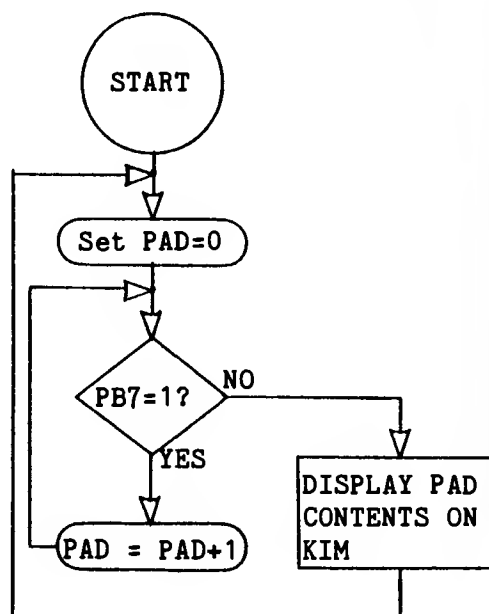 START
Set PAD=0
PB7=1?
NO
YES
PAD = PAD+1
DISPLAY PAD
CONTENTS ON
KIM